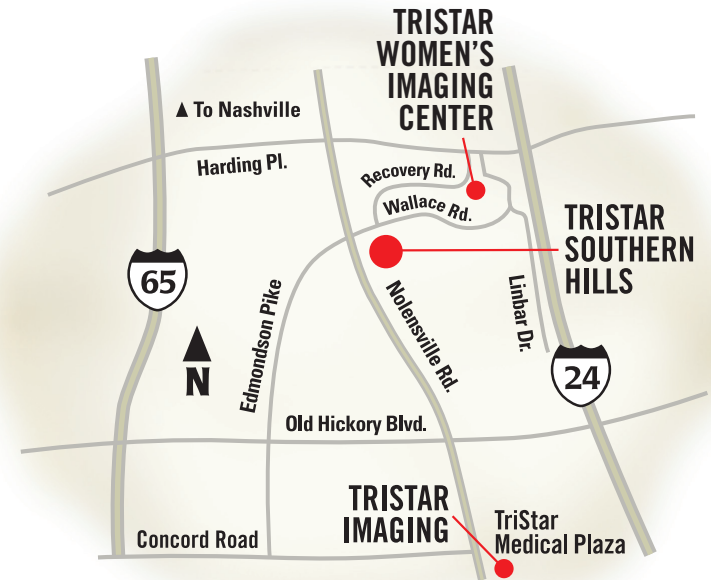 TRISTAR
WOMEN'S
IMAGING
CENTER
▲ To Nashville
Harding Pl.
Recovery Rd.
Wallace Rd.
TRISTAR
SOUTHERN
HILLS
65
Linbar Dr.
Nolensville Rd.
Edmondson Pike
N
24
Old Hickory Blvd.
TRISTAR
IMAGING
TriStar
Medical Plaza
Concord Road